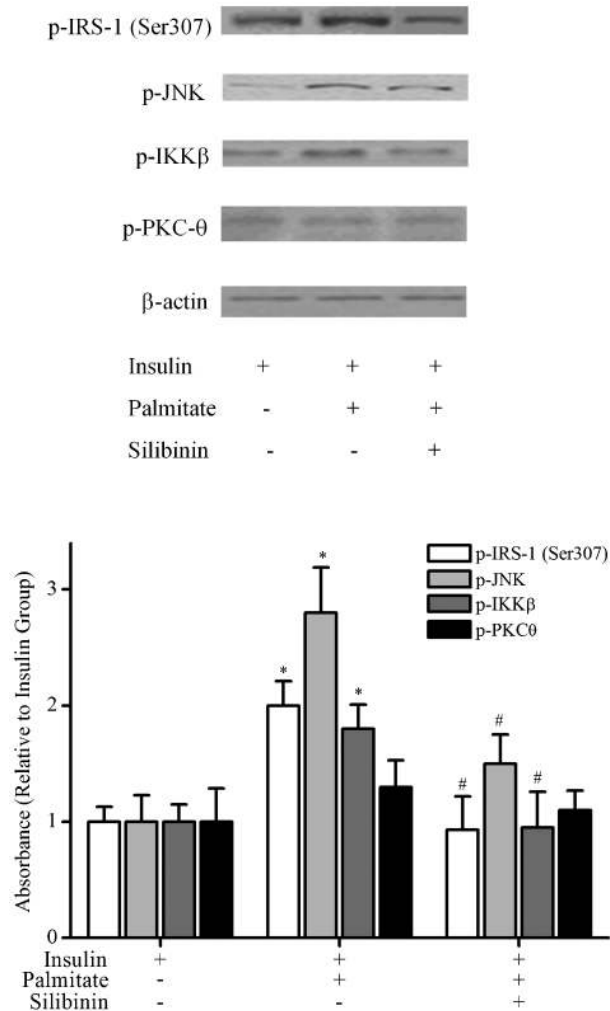 p-IRS-1 (Ser307)
p-JNK
p-IKKβ
p-PKC-θ
β-actin
Insulin + + +
Palmitate - + +
Silibinin - - +
Absorbance (Relative to Insulin Group)
3
2
1
0
* * *
# # #
p-IRS-1 (Ser307)
p-JNK
p-IKKβ
p-PKCθ
Insulin + + +
Palmitate - + +
Silibinin - - +